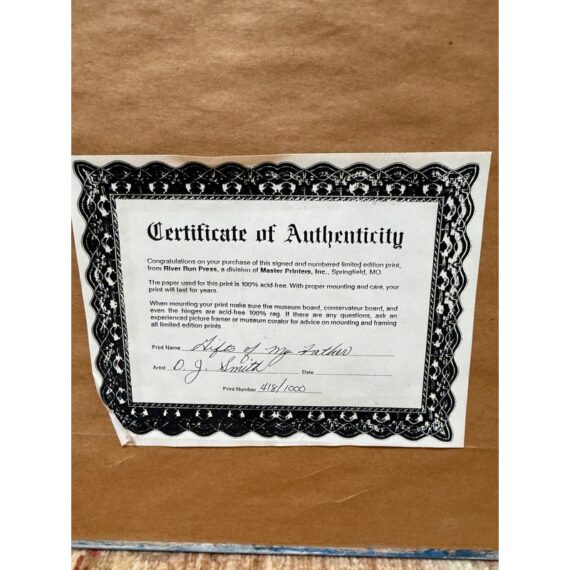 Certificate of Authenticity
Congratulations on your purchase of this signed and numbered limited edition print,
from River Run Press, a division of Master Printers, Inc., Springfield, MO.
The paper used for this print is 100% acid-free. With proper mounting and care, your
print will last for years.
When mounting your print make sure the museum board, conservateur board, and
even the hinges are acid-free 100% rag. If there are any questions, ask an
experienced picture framer or museum curator for advice on mounting and framing
all limited edition prints
Print Name Gifts of My Father
Artist D. J. Smith Date
Print Number 418/1000